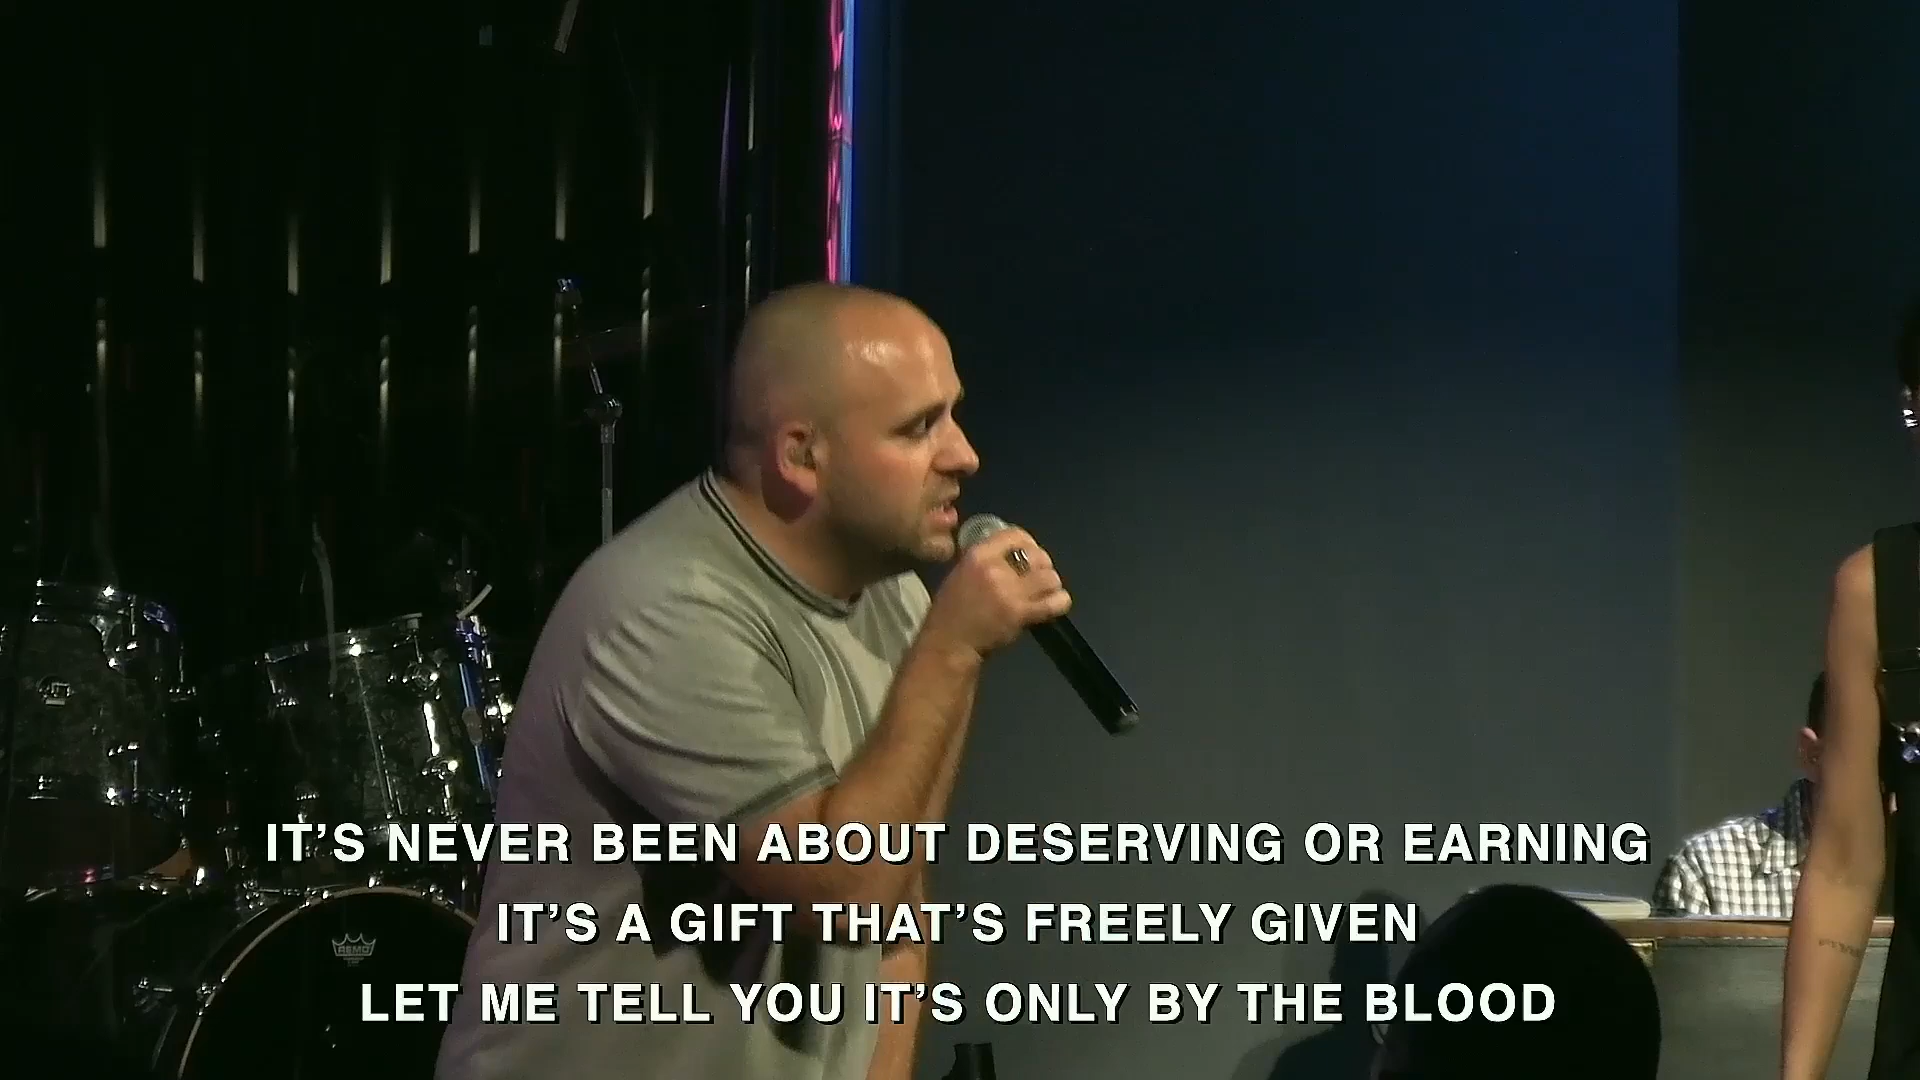 REMO
IT’S NEVER BEEN ABOUT DESERVING OR EARNING
IT’S A GIFT THAT’S FREELY GIVEN
LET ME TELL YOU IT’S ONLY BY THE BLOOD